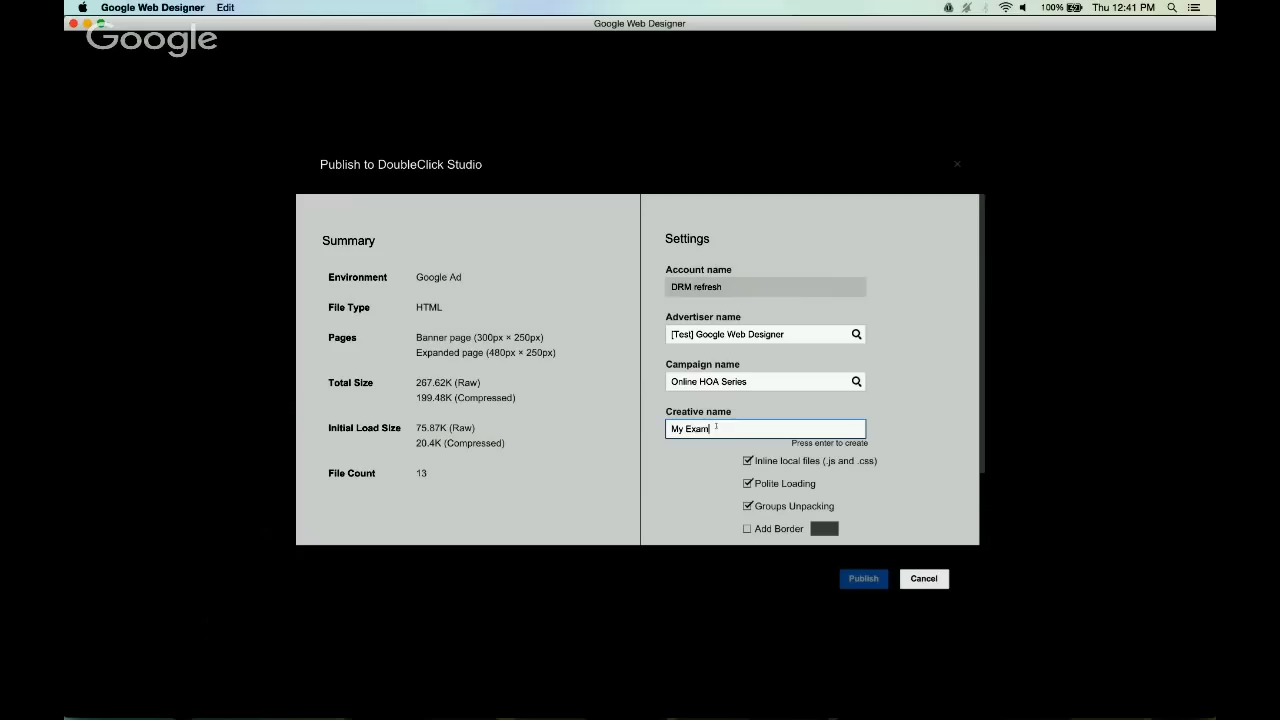 Google Web Designer Edit
100% Thu 12:41 PM
Google Web Designer
Google
Publish to DoubleClick Studio
×
Summary
Environment Google Ad
File Type HTML
Pages Banner page (300px × 250px)
Expanded page (480px × 250px)
Total Size 267.62K (Raw)
199.48K (Compressed)
Initial Load Size 75.87K (Raw)
20.4K (Compressed)
File Count 13
Settings
Account name
DRM refresh
Advertiser name
[Test] Google Web Designer
Campaign name
Online HOA Series
Creative name
My Exam
Press enter to create
Inline local files (.js and .css)
Polite Loading
Groups Unpacking
Add Border
Publish Cancel